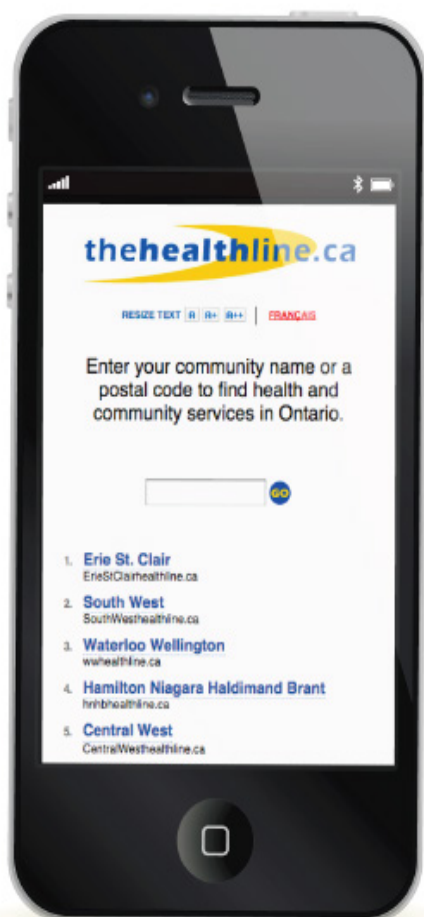 thehealthline.ca
RESIZE TEXT A A+ A++ | FRANÇAIS
Enter your community name or a
postal code to find health and
community services in Ontario.
GO
1. Erie St. Clair
ErieStClairhealthline.ca
2. South West
SouthWesthealthline.ca
3. Waterloo Wellington
wwhealthline.ca
4. Hamilton Niagara Haldimand Brant
hnhbhealthline.ca
5. Central West
CentralWesthealthline.ca